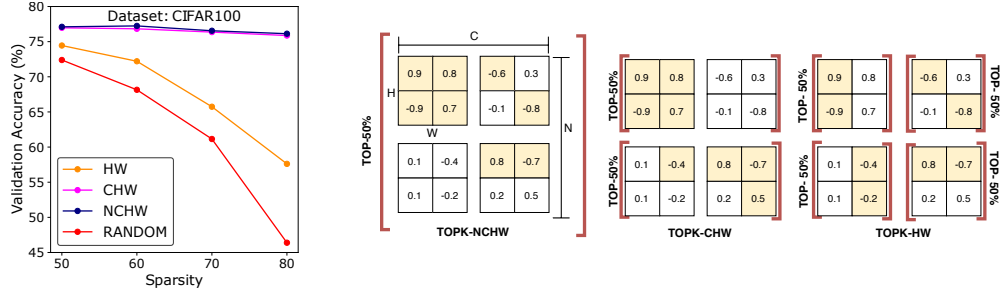 Dataset: CIFAR100
Validation Accuracy (%)
80
75
70
65
60
55
50
45
50 60 70 80
Sparsity
HW
CHW
NCHW
RANDOM
TOP-50%
C
H
W
N
0.9 0.8 -0.6 0.3
-0.9 0.7 -0.1 -0.8
0.1 -0.4 0.8 -0.7
0.1 -0.2 0.2 0.5
TOPK-NCHW
TOP-50%
0.9 0.8 -0.6 0.3
-0.9 0.7 -0.1 -0.8
TOP-50%
0.1 -0.4 0.8 -0.7
0.1 -0.2 0.2 0.5
TOPK-CHW
TOP- 50%
0.9 0.8 -0.6 0.3
-0.9 0.7 -0.1 -0.8
TOP- 50%
TOP- 50%
0.1 -0.4 0.8 -0.7
0.1 -0.2 0.2 0.5
TOP- 50%
TOPK-HW